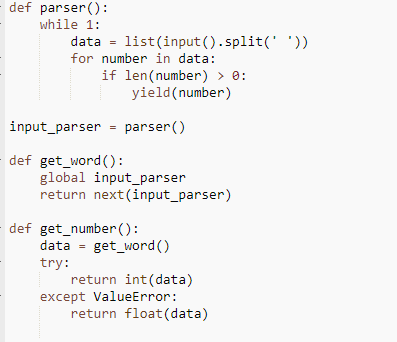 def parser():
    while 1:
        data = list(input().split(' '))
        for number in data:
            if len(number) > 0:
                yield(number)

input_parser = parser()

def get_word():
    global input_parser
    return next(input_parser)

def get_number():
    data = get_word()
    try:
        return int(data)
    except ValueError:
        return float(data)